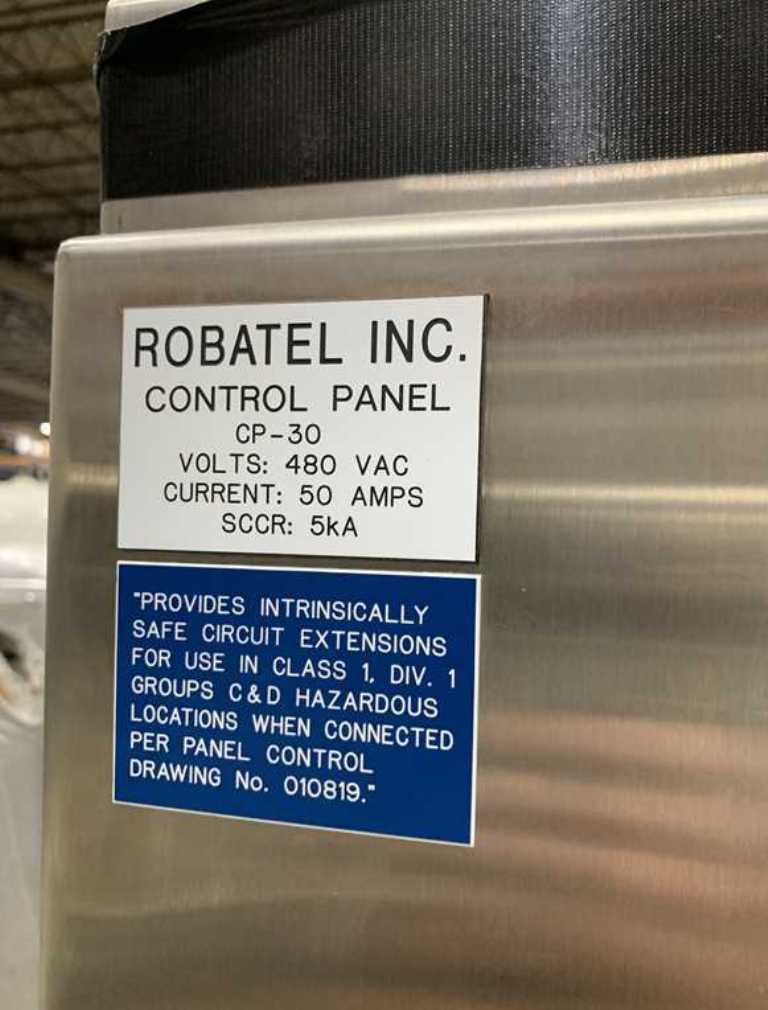 ROBATEL INC.
CONTROL PANEL
CP-30
VOLTS: 480 VAC
CURRENT: 50 AMPS
SCCR: 5kA
"PROVIDES INTRINSICALLY
SAFE CIRCUIT EXTENSIONS
FOR USE IN CLASS 1, DIV. 1
GROUPS C & D HAZARDOUS
LOCATIONS WHEN CONNECTED
PER PANEL CONTROL
DRAWING No. 010819."